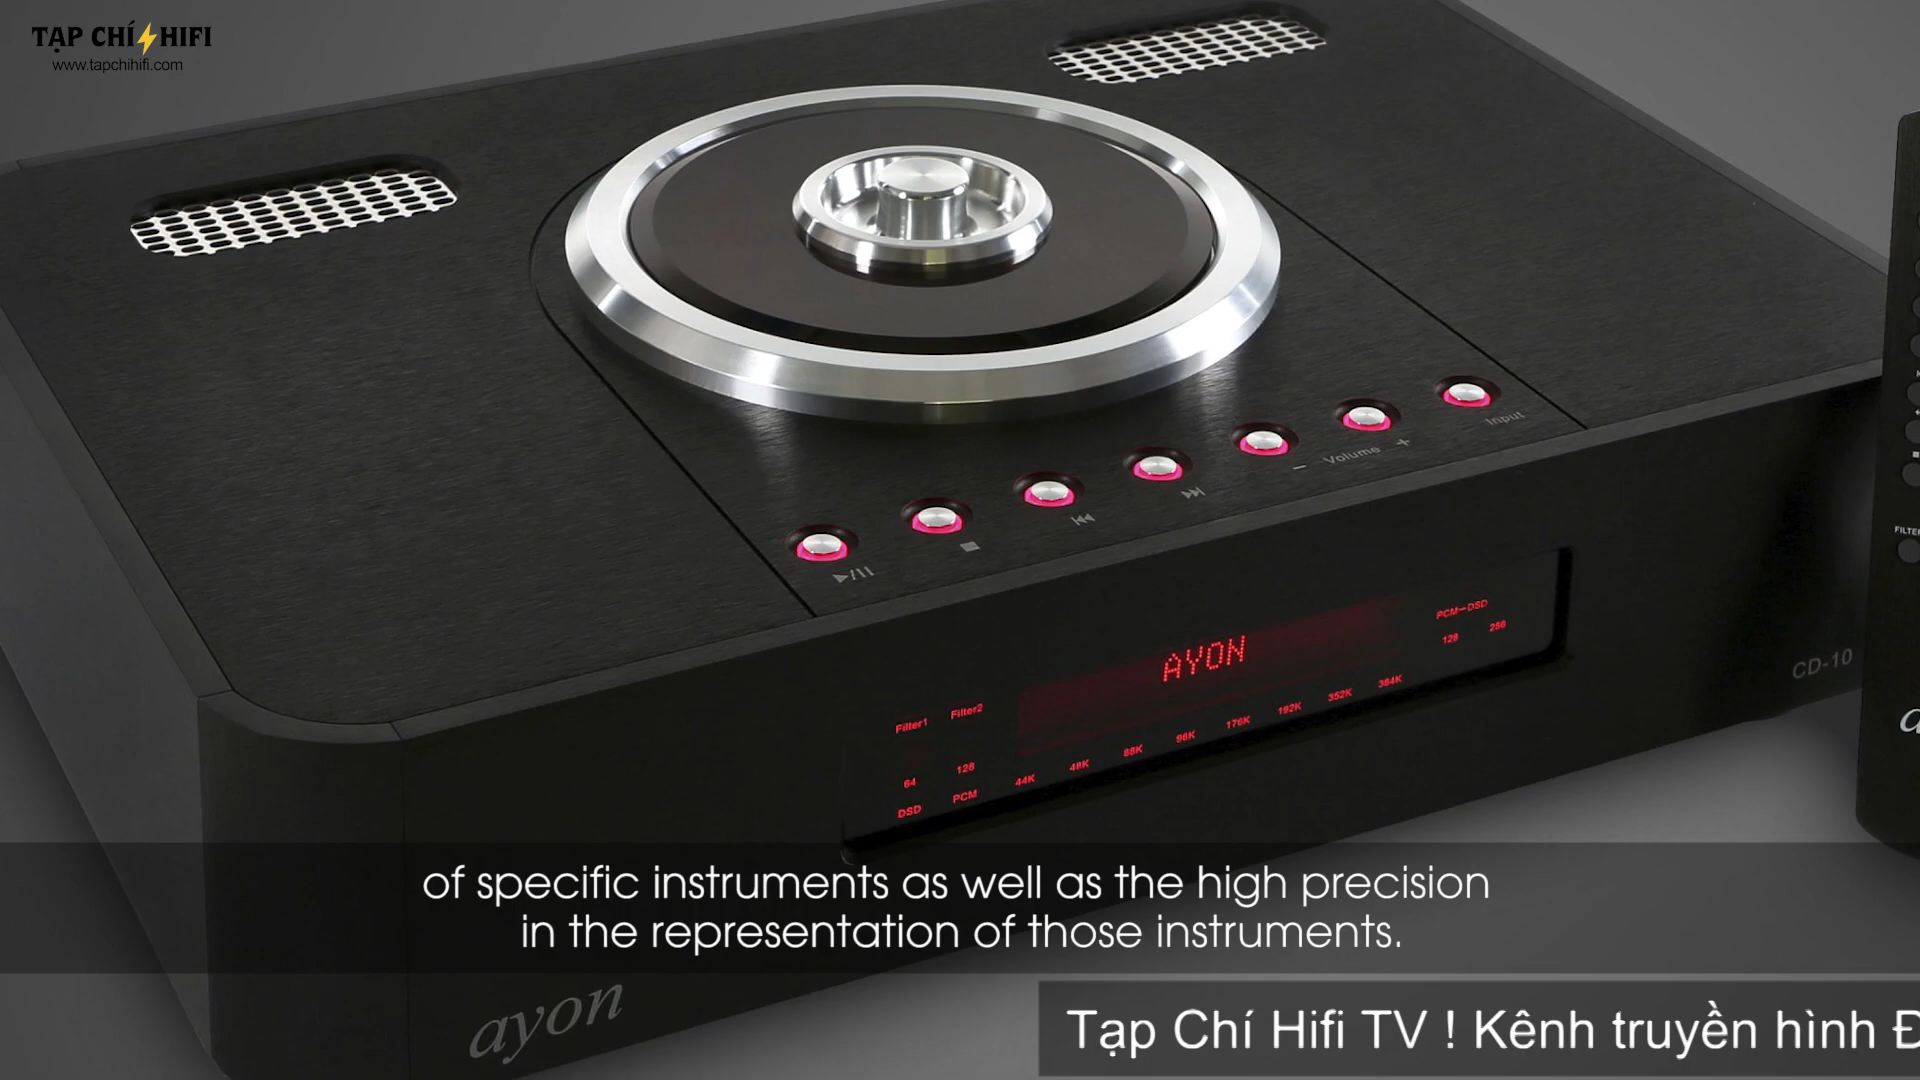 TẠP CHÍ HIFI
www.tapchihifi.com
Input
– Volume +
AYON
PCM–DSD
128 256
CD-10
Filter1 Filter2
64 128
DSD PCM
44K 48K 88K 96K 176K 192K 352K 384K
FILTER
of specific instruments as well as the high precision
in the representation of those instruments.
ayon
Tạp Chí Hifi TV ! Kênh truyền hình Đ